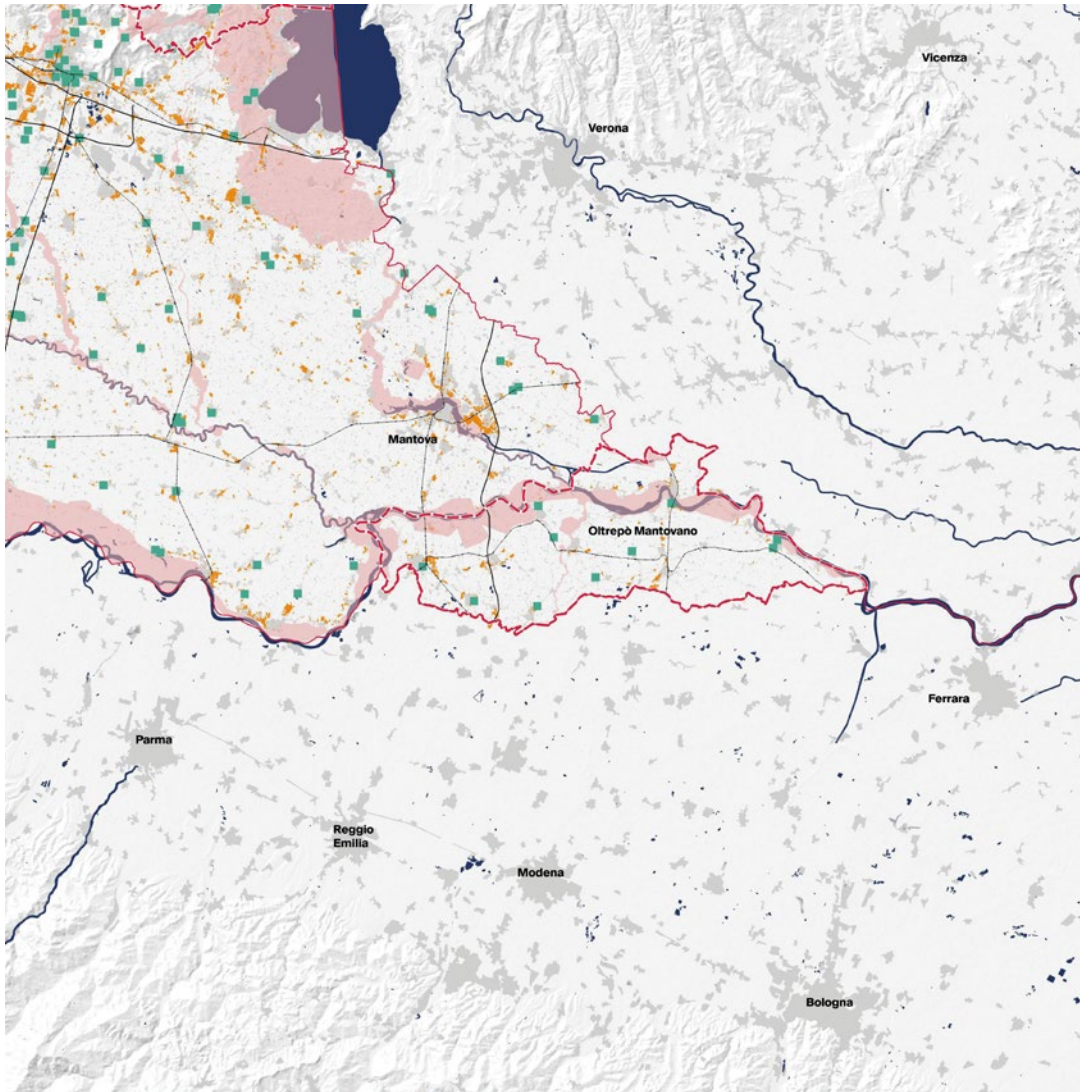 Vicenza
Verona
Mantova
Oltrepò Mantovano
Ferrara
Parma
Reggio
Emilia
Modena
Bologna